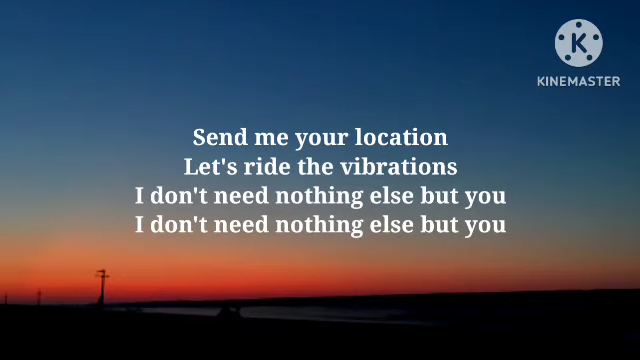 K
KINEMASTER
Send me your location
Let's ride the vibrations
I don't need nothing else but you
I don't need nothing else but you